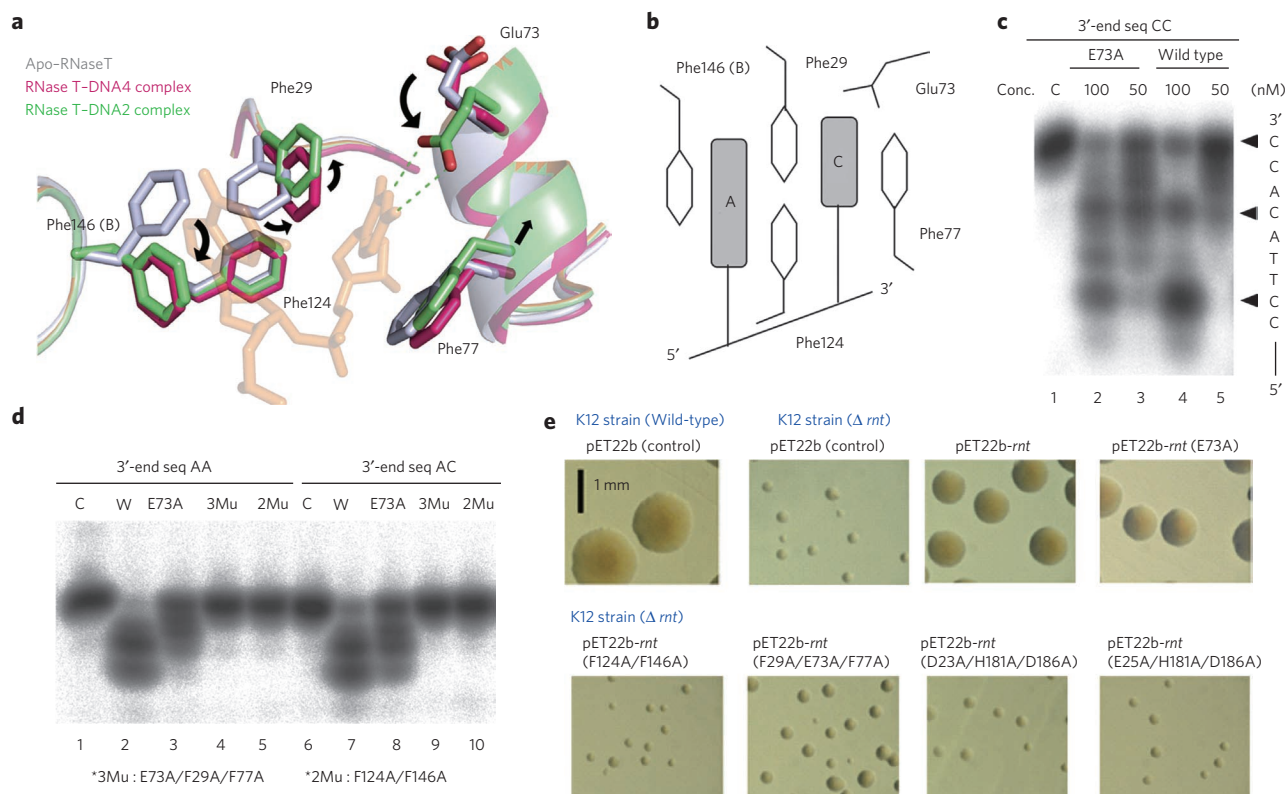 a
Apo–RNaseT
RNase T–DNA4 complex
RNase T–DNA2 complex
Glu73
Phe29
Phe146 (B)
Phe124
Phe77
b
Phe146 (B)
Phe29
Glu73
A
C
Phe77
3′
5′
Phe124
c
3′-end seq CC
E73A Wild type
Conc. C 100 50 100 50 (nM)
3′
C
C
A
C
A
T
T
C
C
5′
1 2 3 4 5
d
3′-end seq AA 3′-end seq AC
C W E73A 3Mu 2Mu C W E73A 3Mu 2Mu
1 2 3 4 5 6 7 8 9 10
*3Mu : E73A/F29A/F77A *2Mu : F124A/F146A
e
K12 strain (Wild-type) K12 strain (Δ rnt)
pET22b (control) pET22b (control) pET22b-rnt pET22b-rnt (E73A)
1 mm
K12 strain (Δ rnt)
pET22b-rnt pET22b-rnt pET22b-rnt pET22b-rnt
(F124A/F146A) (F29A/E73A/F77A) (D23A/H181A/D186A) (E25A/H181A/D186A)